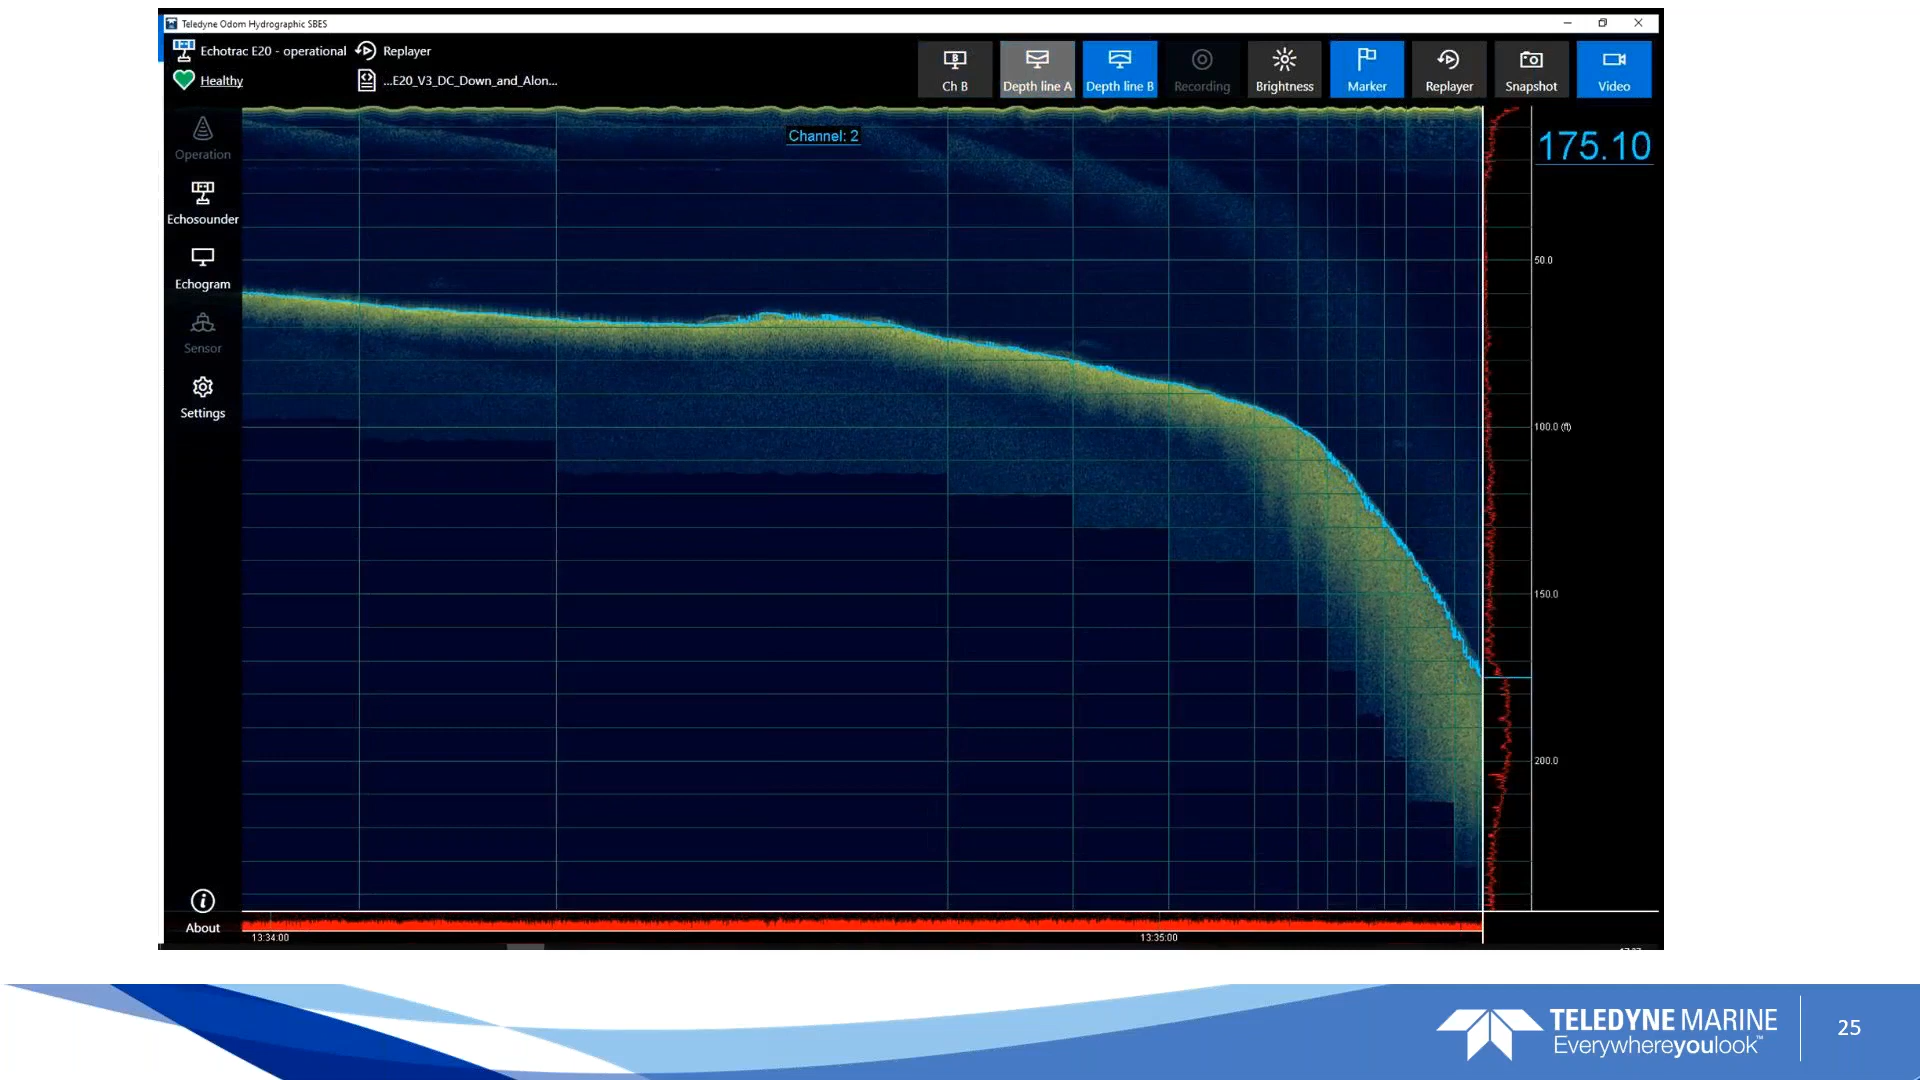 Teledyne Odom Hydrographic SBES
Echotrac E20 - operational
Replayer
Healthy
...E20_V3_DC_Down_and_Alon...
Ch B
Depth line A
Depth line B
Recording
Brightness
Marker
Replayer
Snapshot
Video
Operation
Echosounder
Echogram
Sensor
Settings
About
Channel: 2
175.10
50.0
100.0 (ft)
150.0
200.0
13:34:00
13:35:00
TELEDYNE MARINE
Everywhereyoulook™
25